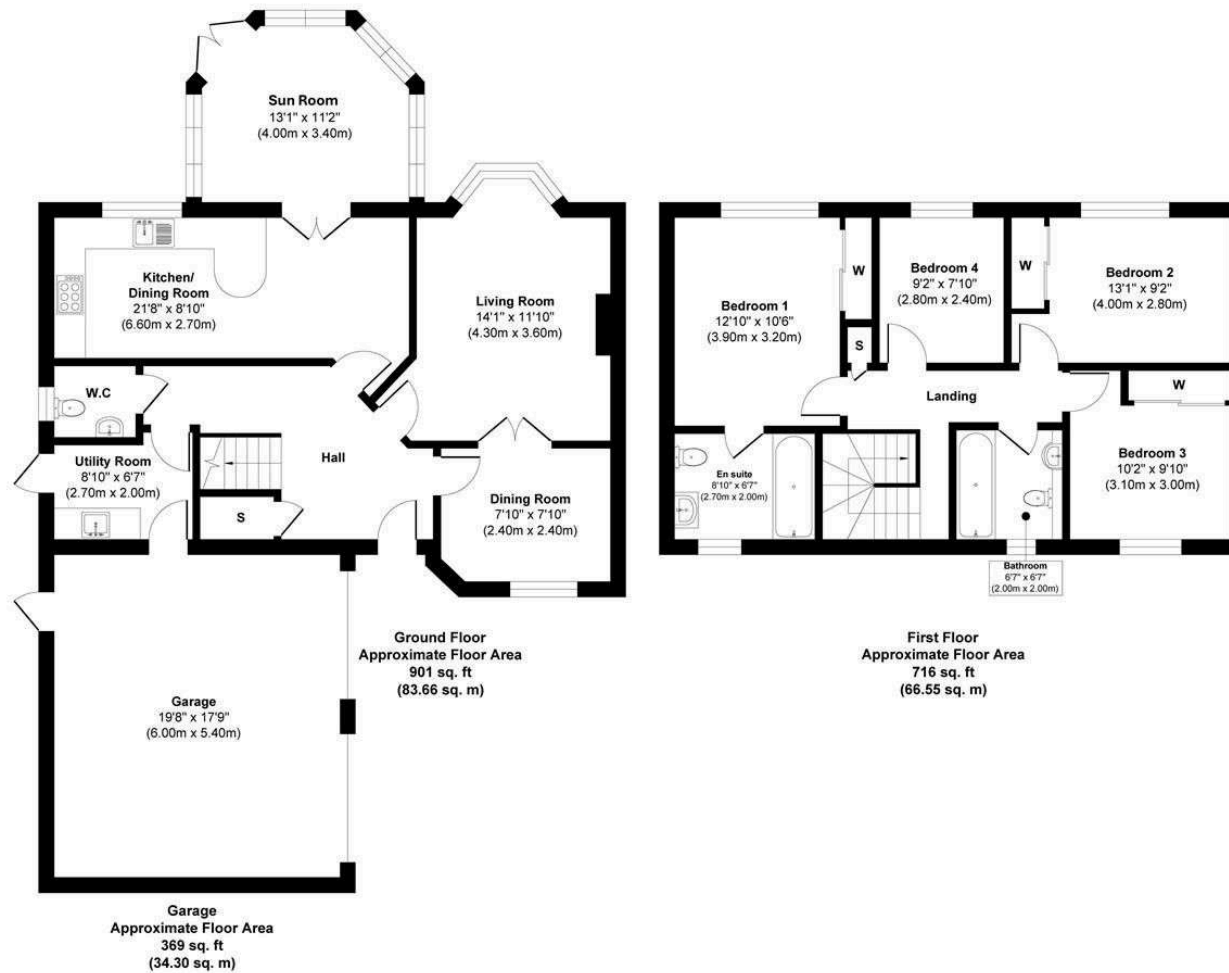 Sun Room
13'1" x 11'2"
(4.00m x 3.40m)
Kitchen/
Dining Room
21'8" x 8'10"
(6.60m x 2.70m)
Living Room
14'1" x 11'10"
(4.30m x 3.60m)
W.C
Utility Room
8'10" x 6'7"
(2.70m x 2.00m)
Hall
S
Dining Room
7'10" x 7'10"
(2.40m x 2.40m)
Garage
19'8" x 17'9"
(6.00m x 5.40m)
Ground Floor
Approximate Floor Area
901 sq. ft
(83.66 sq. m)
Garage
Approximate Floor Area
369 sq. ft
(34.30 sq. m)
Bedroom 1
12'10" x 10'6"
(3.90m x 3.20m)
W
S
Bedroom 4
9'2" x 7'10"
(2.80m x 2.40m)
W
Bedroom 2
13'1" x 9'2"
(4.00m x 2.80m)
Landing
W
Bedroom 3
10'2" x 9'10"
(3.10m x 3.00m)
En suite
8'10" x 6'7"
(2.70m x 2.00m)
Bathroom
6'7" x 6'7"
(2.00m x 2.00m)
First Floor
Approximate Floor Area
716 sq. ft
(66.55 sq. m)